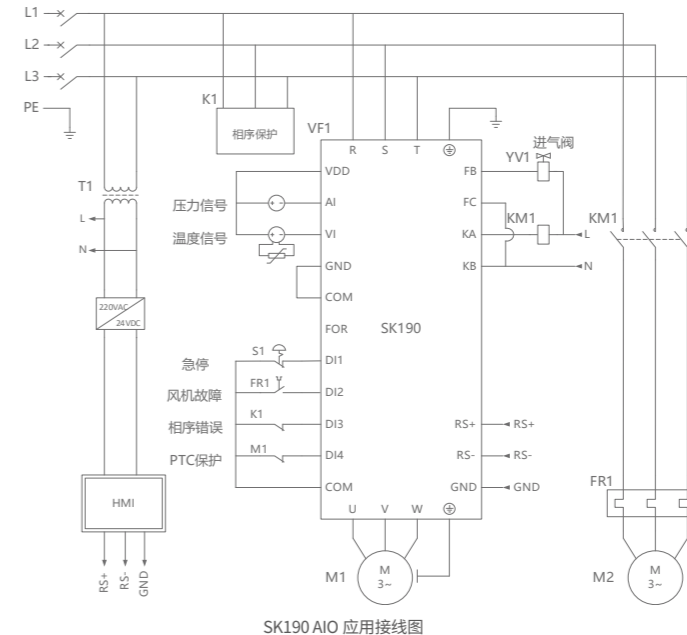 L1
L2
L3
PE
K1
相序保护
VF1
R S T
进气阀
YV1
T1
L
N
压力信号
温度信号
VDD
AI
VI
GND
COM
FOR
SK190
FB
FC
KA
KB
KM1
L
N
KM1
220VAC
24VDC
急停
S1
DI1
风机故障
FR1
DI2
相序错误
K1
DI3
PTC保护
M1
DI4
COM
RS+ RS+
RS- RS-
GND GND
HMI
RS+
RS-
GND
U V W
M1
M
3~
FR1
M2
M
3~
SK190 AIO 应用接线图